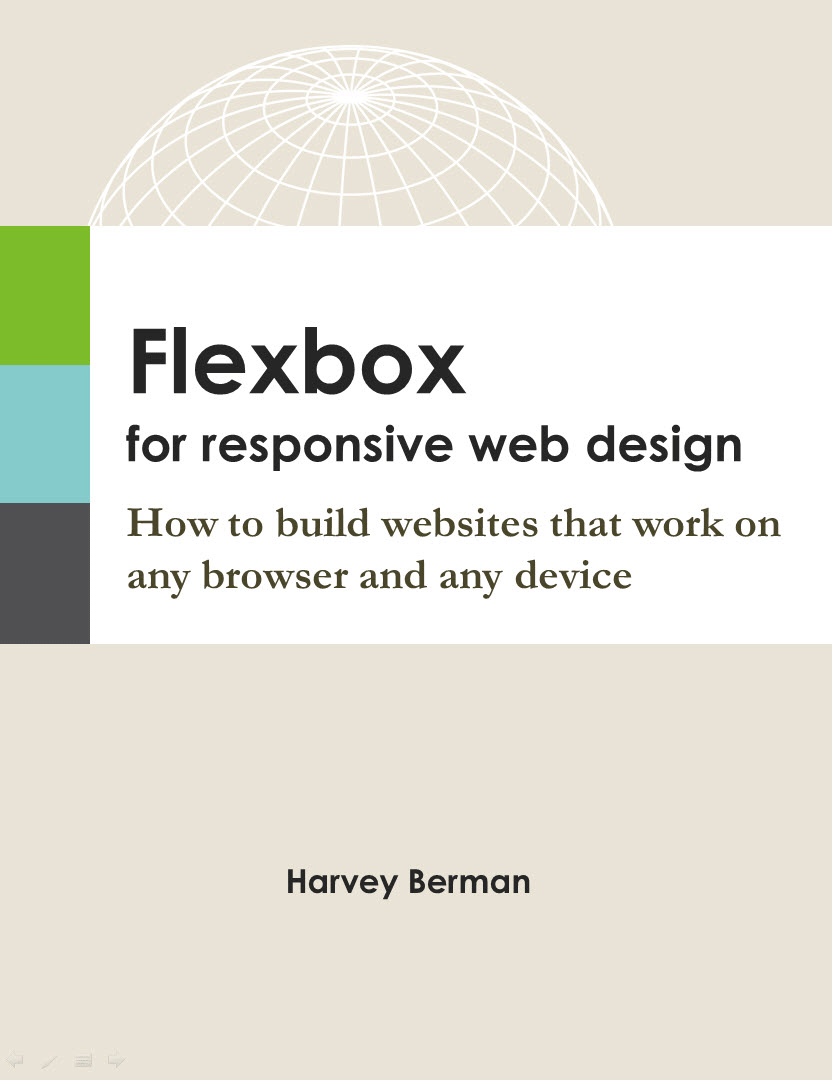 Flexbox
for responsive web design
How to build websites that work on
any browser and any device
Harvey Berman